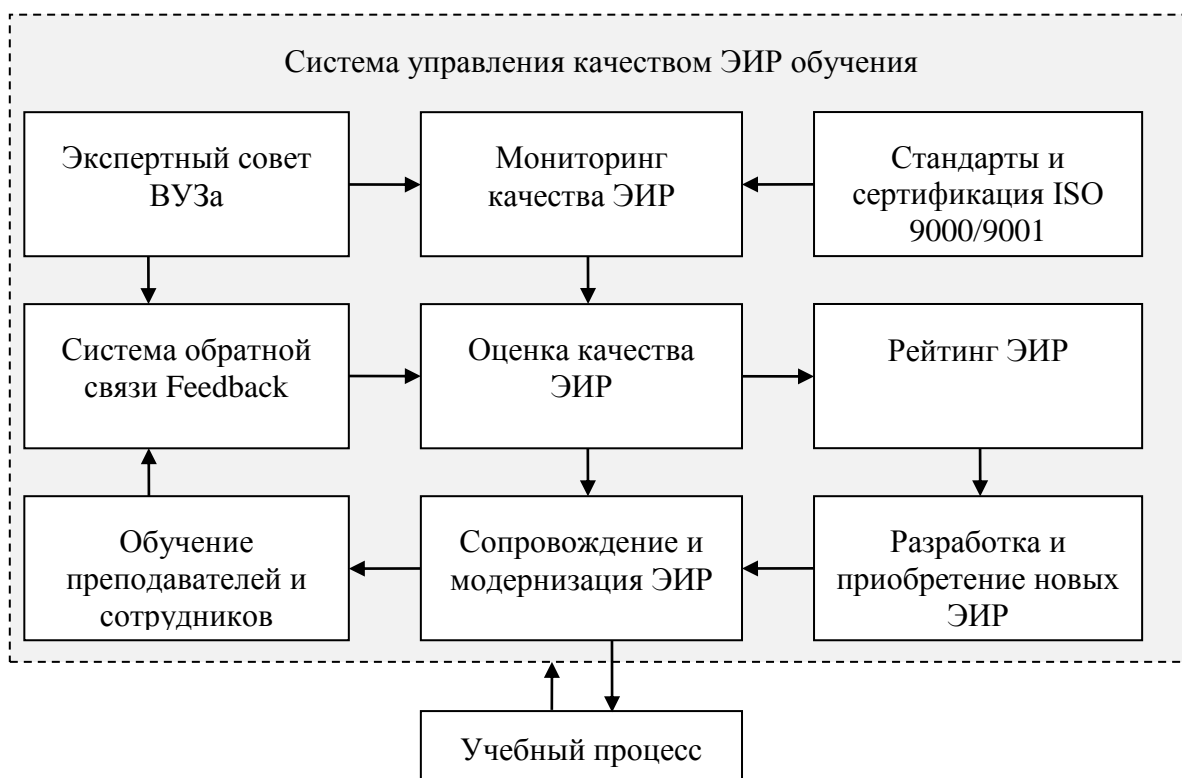 Система управления качеством ЭИР обучения
Экспертный совет
ВУЗа
Мониторинг
качества ЭИР
Стандарты и
сертификация ISO
9000/9001
Система обратной
связи Feedback
Оценка качества
ЭИР
Рейтинг ЭИР
Обучение
преподавателей и
сотрудников
Сопровождение и
модернизация ЭИР
Разработка и
приобретение новых
ЭИР
Учебный процесс